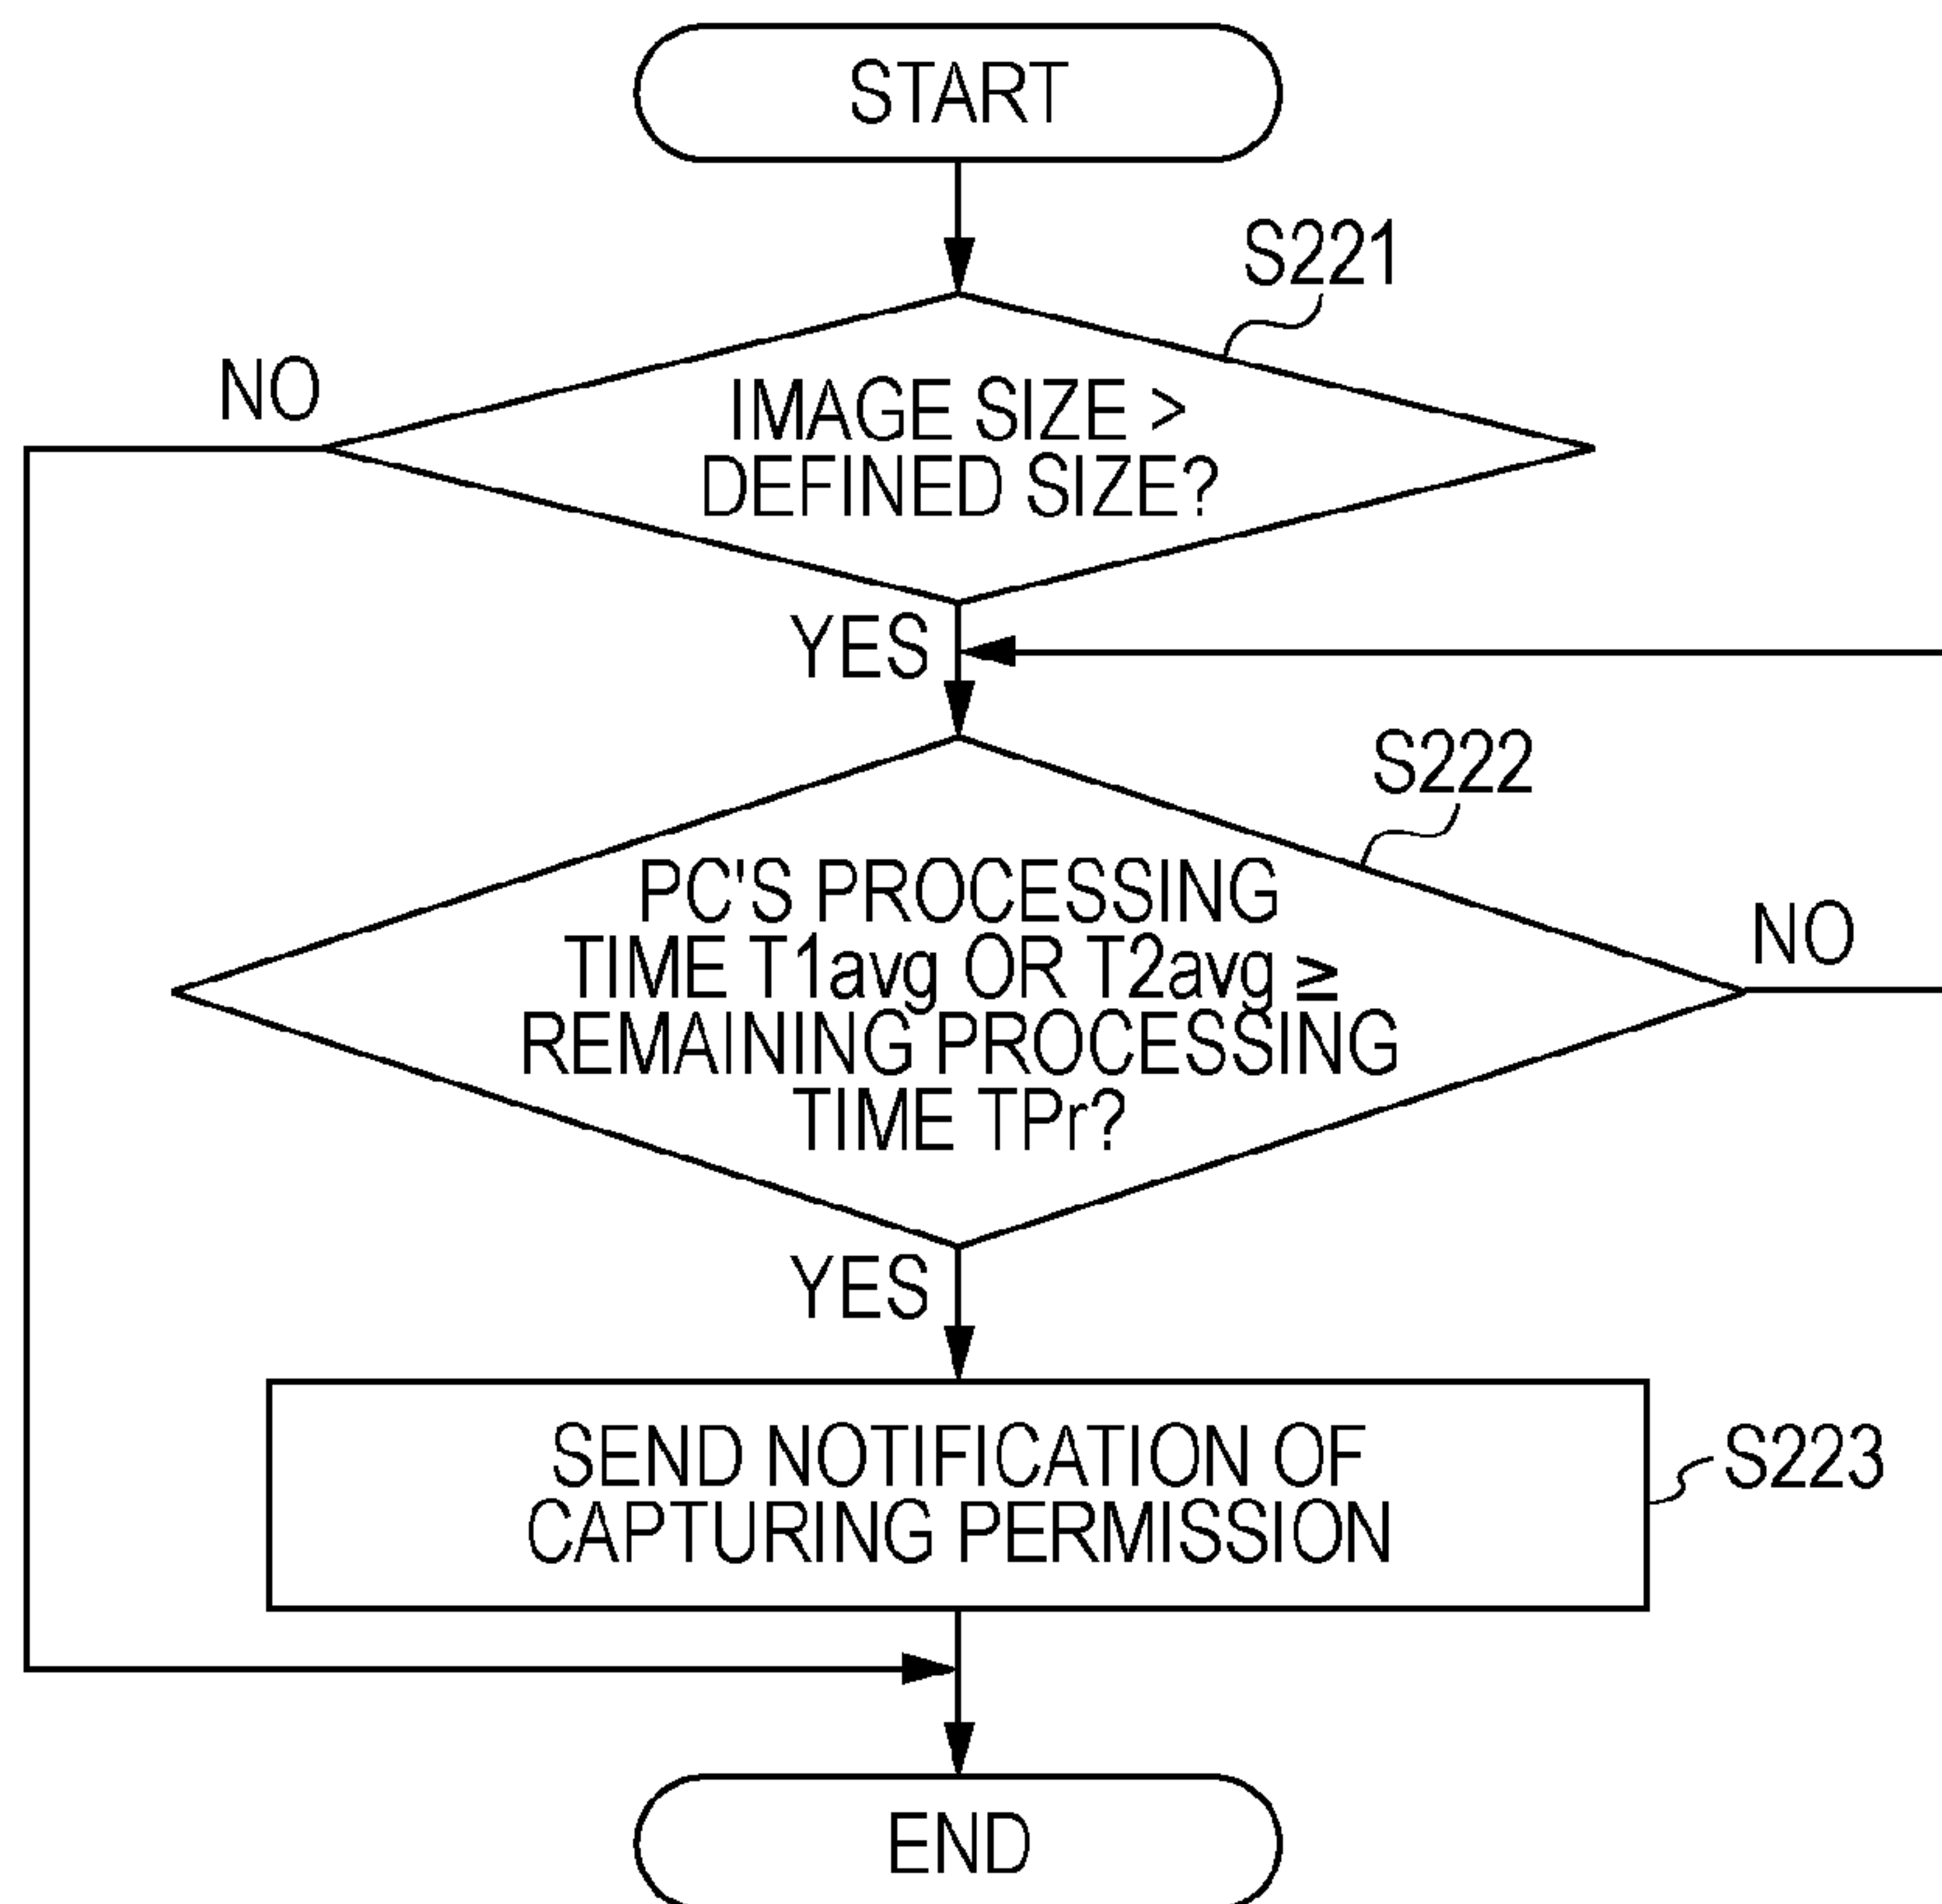 START
S221
NO
IMAGE SIZE >
DEFINED SIZE?
YES
S222
PC'S PROCESSING
TIME T1avg OR T2avg ≧
REMAINING PROCESSING
TIME TPr?
NO
YES
SEND NOTIFICATION OF
CAPTURING PERMISSION
S223
END